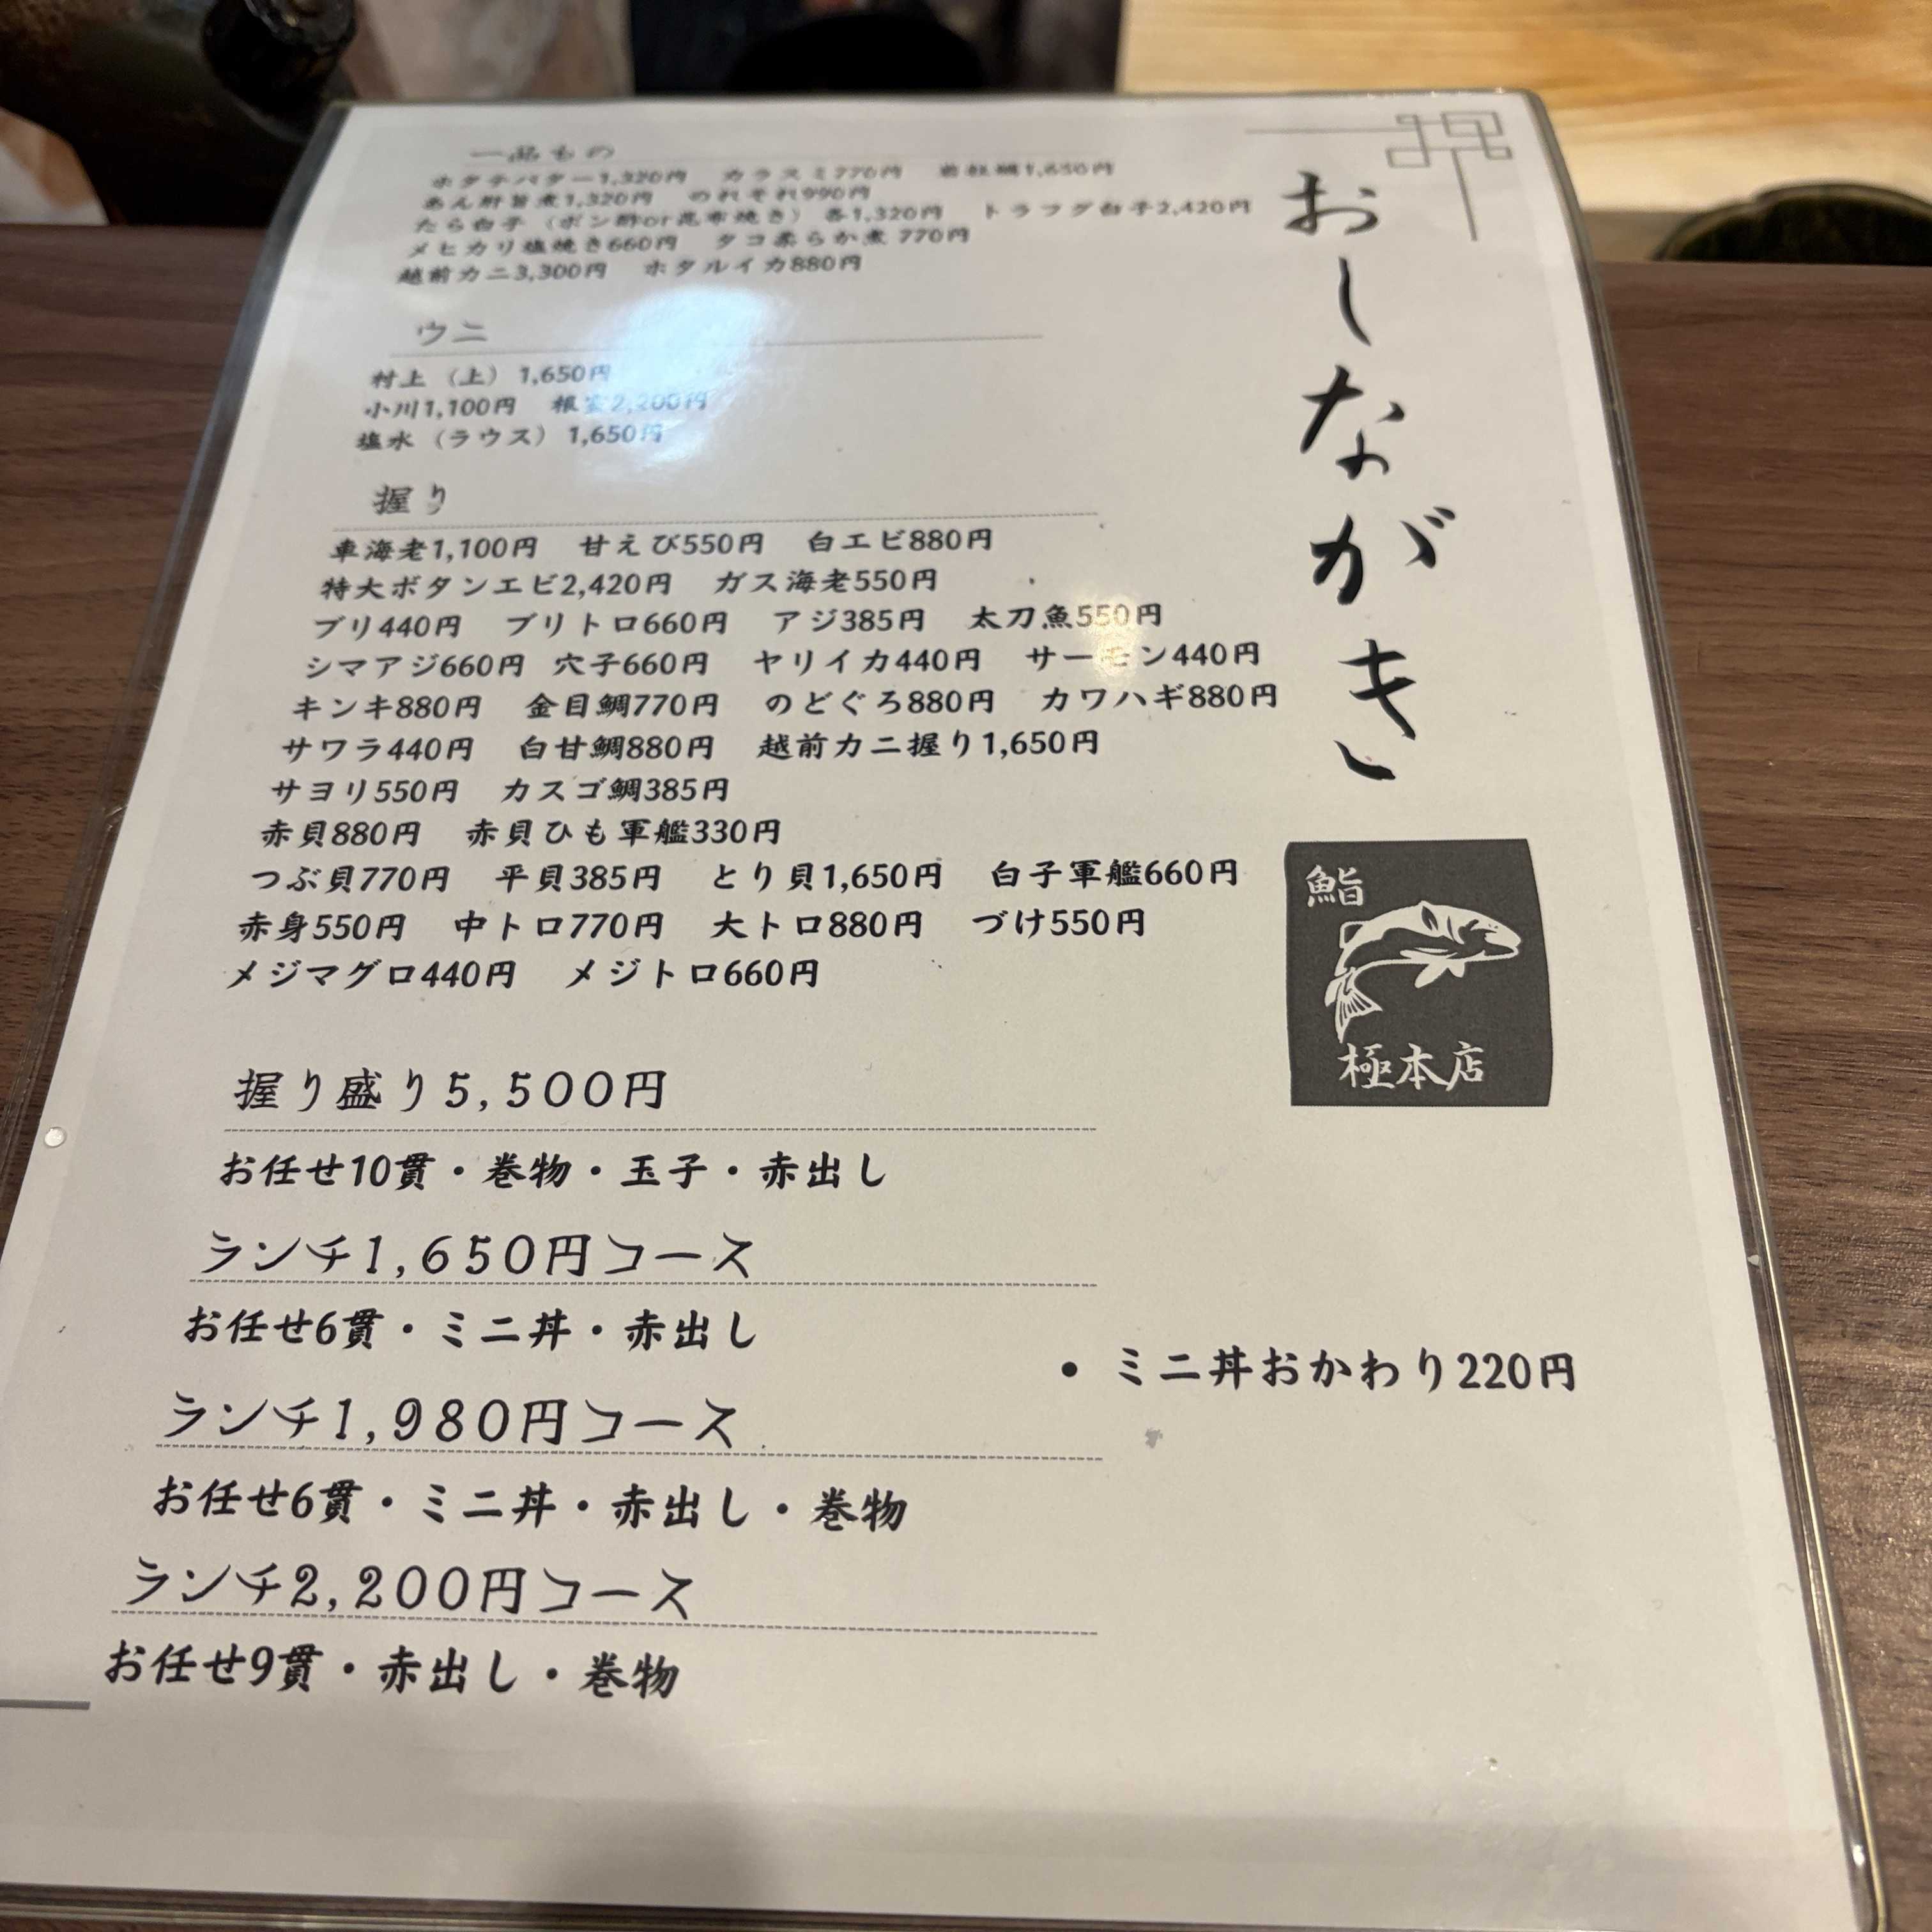 おしながき
一品もの
ホタテバター1,320円 カラスミ770円 1,650円
あん肝旨煮1,320円 のれそれ990円
たら白子（ポン酢or昆布焼き）各1,320円 トラフグ白子2,420円
メヒカリ塩焼き660円 タコ柔らか煮 770円
越前カニ3,300円 ホタルイカ880円
ウニ
村上（上）1,650円
小川1,100円 根室2,200円
塩水（ラウス）1,650円
握り
車海老1,100円 甘えび550円 白エビ880円
特大ボタンエビ2,420円 ガス海老550円
ブリ440円 ブリトロ660円 アジ385円 太刀魚550円
シマアジ660円 穴子660円 ヤリイカ440円 サーモン440円
キンキ880円 金目鯛770円 のどぐろ880円 カワハギ880円
サワラ440円 白甘鯛880円 越前カニ握り1,650円
サヨリ550円 カスゴ鯛385円
赤貝880円 赤貝ひも軍艦330円
つぶ貝770円 平貝385円 とり貝1,650円 白子軍艦660円
赤身550円 中トロ770円 大トロ880円 づけ550円
メジマグロ440円 メジトロ660円
鮨
極本店
握り盛り5,500円
お任せ10貫・巻物・玉子・赤出し
ランチ1,650円コース
お任せ6貫・ミニ丼・赤出し
・ミニ丼おかわり220円
ランチ1,980円コース
お任せ6貫・ミニ丼・赤出し・巻物
ランチ2,200円コース
お任せ9貫・赤出し・巻物